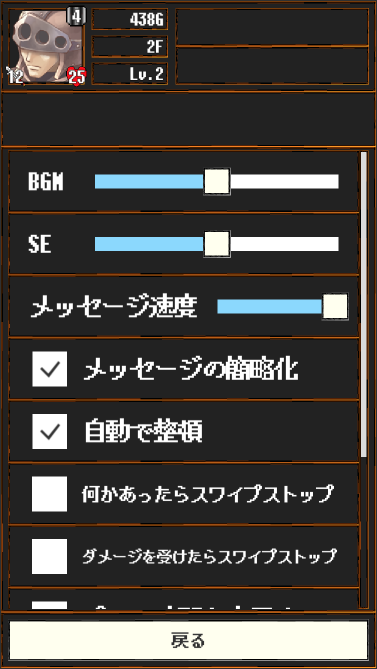 4
438G
2F
12
25
Lv.2
BGM
SE
メッセージ速度
メッセージの簡略化
自動で整頓
何かあったらスワイプストップ
ダメージを受けたらスワイプストップ
戻る